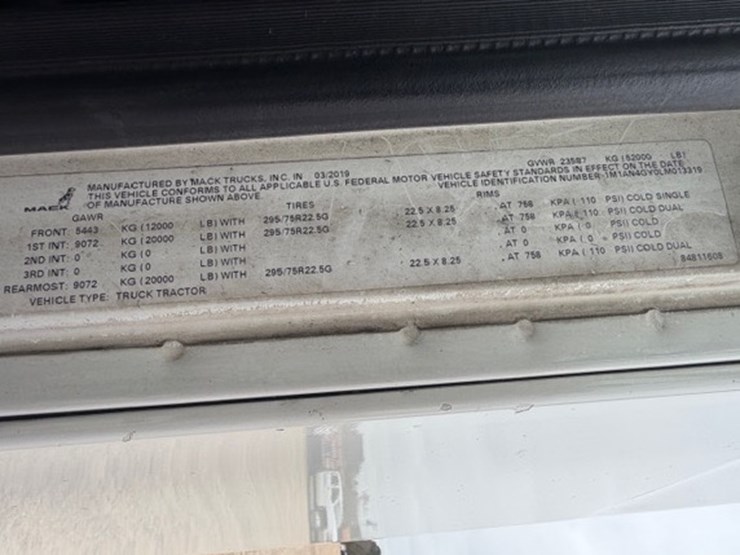 MACK
MANUFACTURED BY MACK TRUCKS, INC. IN 03/2019 GVWR 23587 KG (52000 LB)
THIS VEHICLE CONFORMS TO ALL APPLICABLE U.S. FEDERAL MOTOR VEHICLE SAFETY STANDARDS IN EFFECT ON THE DATE
OF MANUFACTURE SHOWN ABOVE. VEHICLE IDENTIFICATION NUMBER: 1M1AN4GY0LM013319
GAWR TIRES RIMS
FRONT: 5443 KG (12000 LB) WITH 295/75R22.5G 22.5 X 8.25 AT 758 KPA ( 110 PSI) COLD SINGLE
1ST INT: 9072 KG (20000 LB) WITH 295/75R22.5G 22.5 X 8.25 AT 758 KPA ( 110 PSI) COLD DUAL
2ND INT: 0 KG (0 LB) WITH AT 0 KPA ( 0 PSI) COLD
3RD INT: 0 KG (0 LB) WITH AT 0 KPA ( 0 PSI) COLD
REARMOST: 9072 KG (20000 LB) WITH 295/75R22.5G 22.5 X 8.25 AT 758 KPA ( 110 PSI) COLD DUAL
VEHICLE TYPE: TRUCK TRACTOR